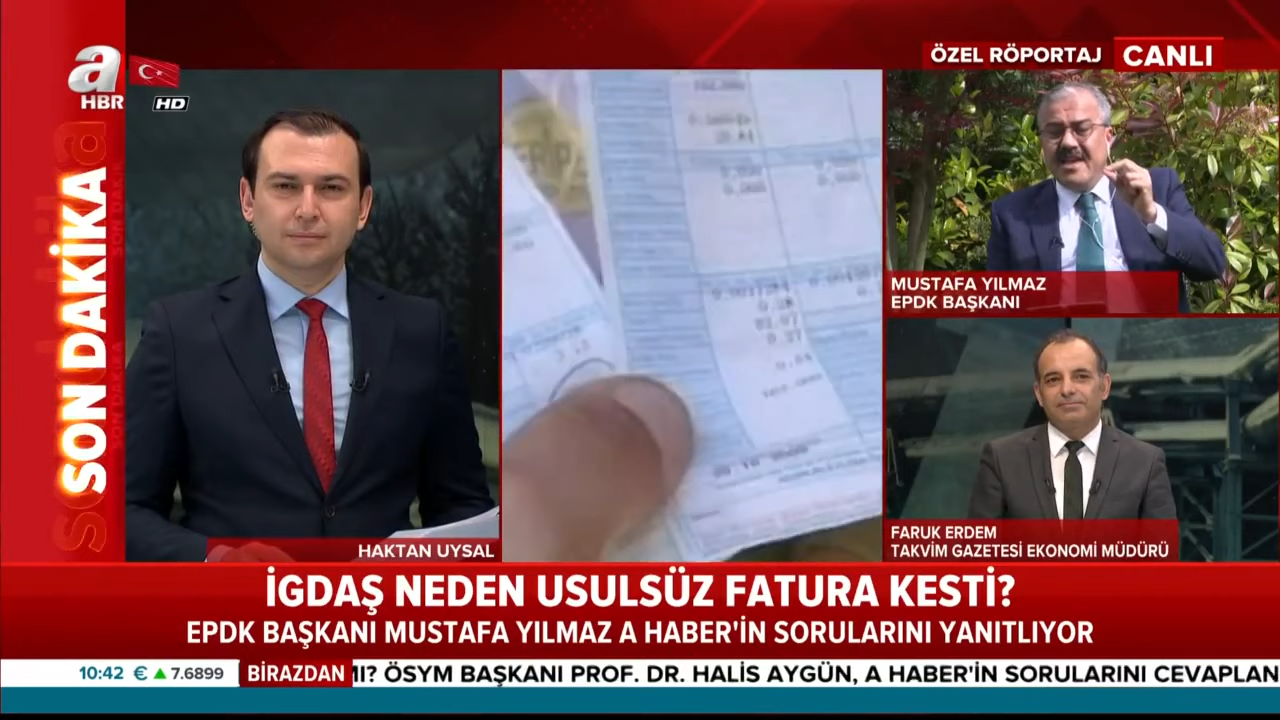 a
HBR
HD
SON DAKİKA
ÖZEL RÖPORTAJ CANLI
MUSTAFA YILMAZ
EPDK BAŞKANI
HAKTAN UYSAL
FARUK ERDEM
TAKVİM GAZETESİ EKONOMİ MÜDÜRÜ
İGDAŞ NEDEN USULSÜZ FATURA KESTİ?
EPDK BAŞKANI MUSTAFA YILMAZ A HABER'İN SORULARINI YANITLIYOR
10:42 € 7.6899 BİRAZDAN MI? ÖSYM BAŞKANI PROF. DR. HALİS AYGÜN, A HABER'İN SORULARINI CEVAPLAN